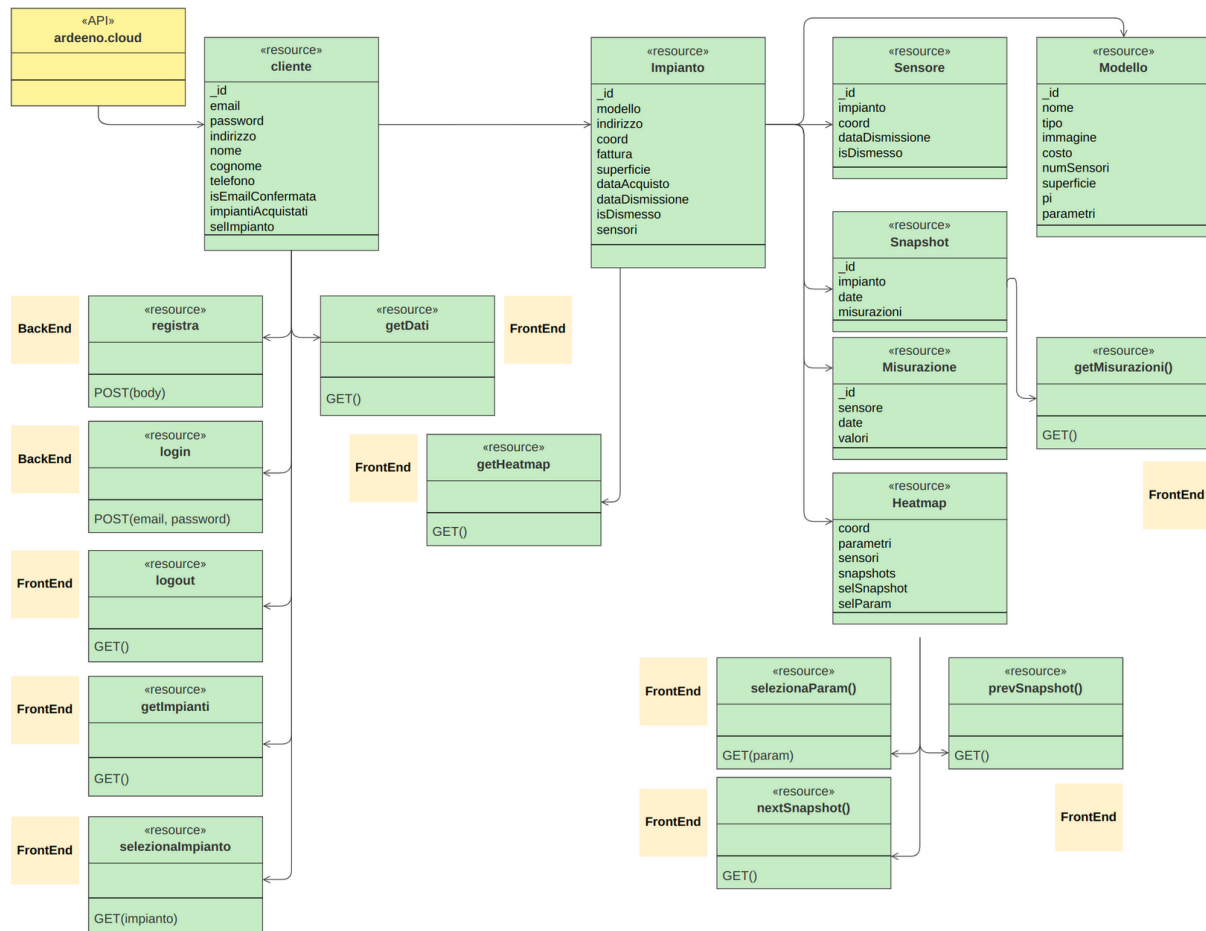 «API»
ardeeno.cloud
«resource»
cliente
_id
email
password
indirizzo
nome
cognome
telefono
isEmailConfermata
impiantiAcquistati
selImpianto
«resource»
Impianto
_id
modello
indirizzo
coord
fattura
superficie
dataAcquisto
dataDismissione
isDismesso
sensori
«resource»
Sensore
_id
impianto
coord
dataDismissione
isDismesso
«resource»
Modello
_id
nome
tipo
immagine
costo
numSensori
superficie
pi
parametri
«resource»
Snapshot
_id
impianto
date
misurazioni
BackEnd
«resource»
registra
POST(body)
«resource»
getDati
GET()
FrontEnd
«resource»
Misurazione
_id
sensore
date
valori
«resource»
getMisurazioni()
GET()
FrontEnd
BackEnd
«resource»
login
POST(email, password)
FrontEnd
«resource»
getHeatmap
GET()
«resource»
Heatmap
coord
parametri
sensori
snapshots
selSnapshot
selParam
FrontEnd
«resource»
logout
GET()
FrontEnd
«resource»
getImpianti
GET()
FrontEnd
«resource»
selezionaParam()
GET(param)
«resource»
prevSnapshot()
GET()
FrontEnd
FrontEnd
«resource»
nextSnapshot()
GET()
FrontEnd
«resource»
selezionaImpianto
GET(impianto)